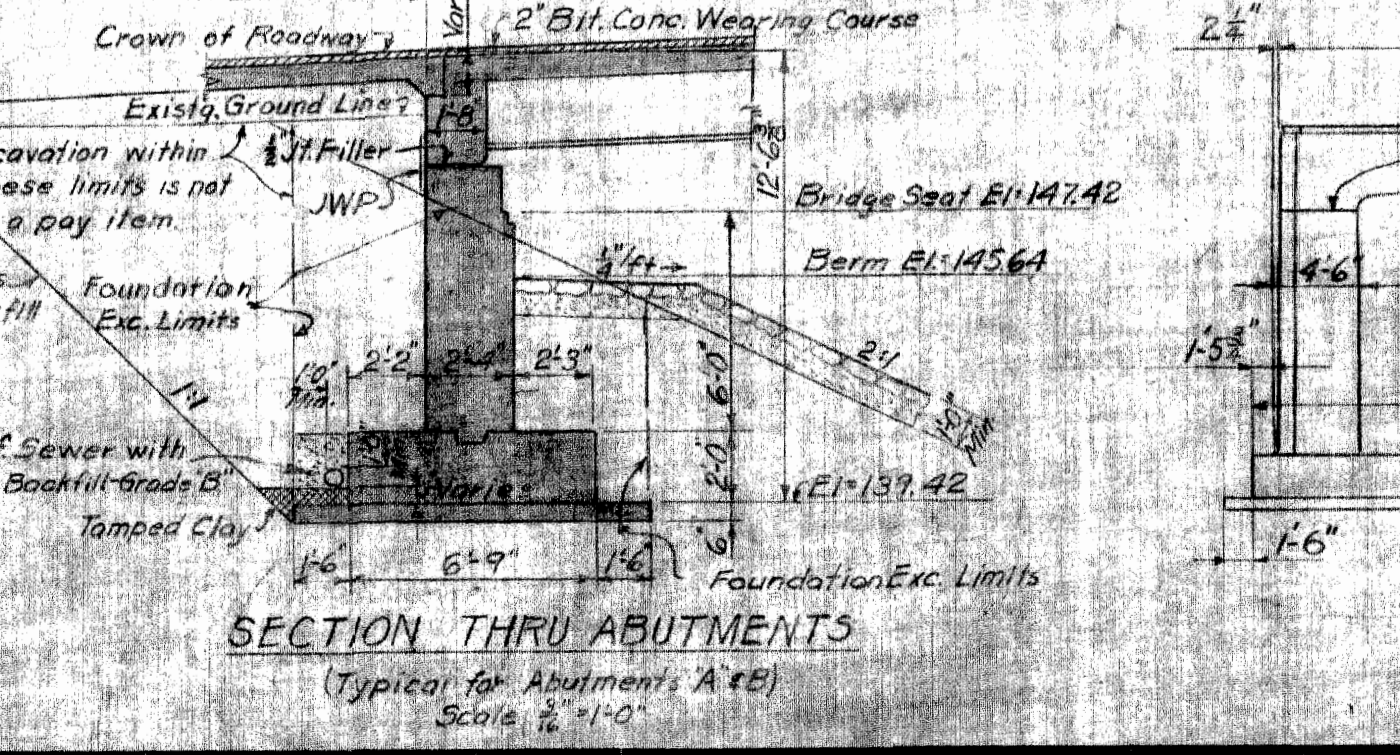 2" Bit. Conc. Wearing Course
Crown of Roadway
2 1/4"
Existg. Ground Line
1'-8"
cavation within
1/2" Jt. Filler
ese limits is not
JWP
a pay item.
12'-6 3/4"
Bridge Seat El=147.42
1/4"/ft
Berm El.=145.64
4'-6"
Foundation
Exc. Limits
fill
1'-0"
Min.
2'-2"
2'-4"
2'-3"
6'-0"
2:1
1:1
1'-0"
Min.
Sewer with
Backfill-Grade "B"
2'-0"
El=139.42
Tamped Clay
6"
1'-6"
6'-9"
1'-6"
1'-6"
Foundation Exc. Limits
SECTION THRU ABUTMENTS
(Typical for Abutments "A" & B)
Scale 3/16"=1'-0"